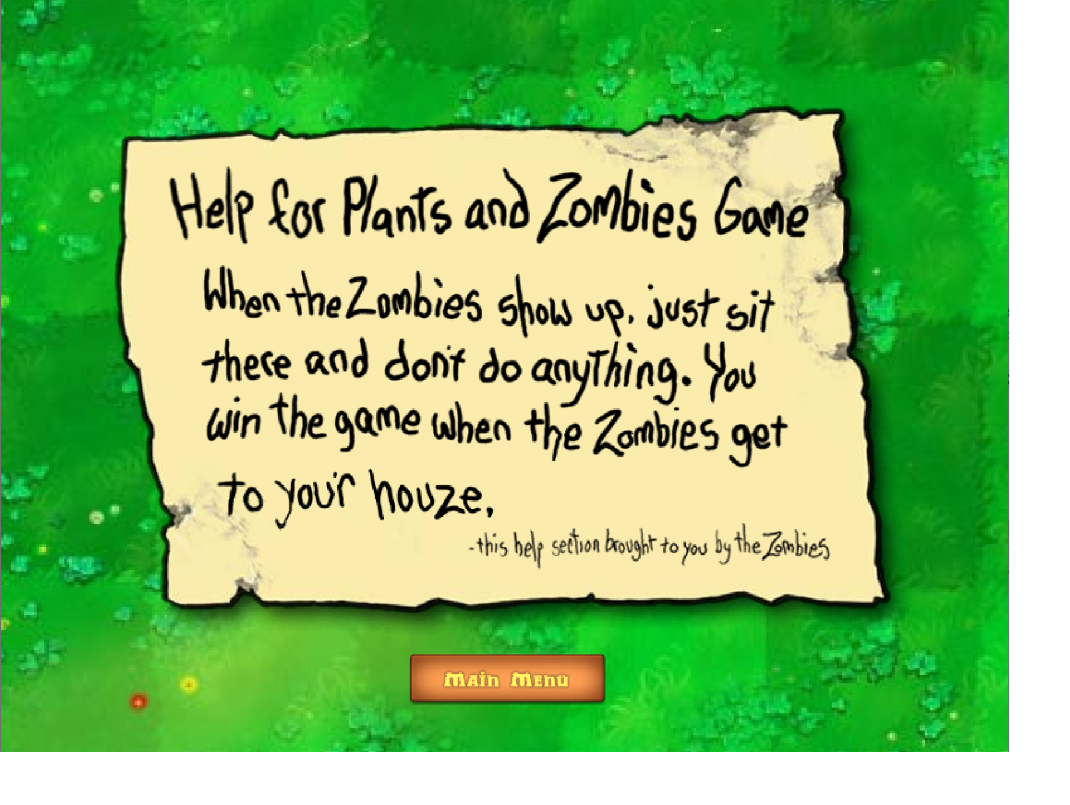 Help for Plants and Zombies Game
When the Zombies show up, just sit
there and don't do anything. You
win the game when the Zombies get
to your houze.
-this help section brought to you by the Zombies
Main Menu